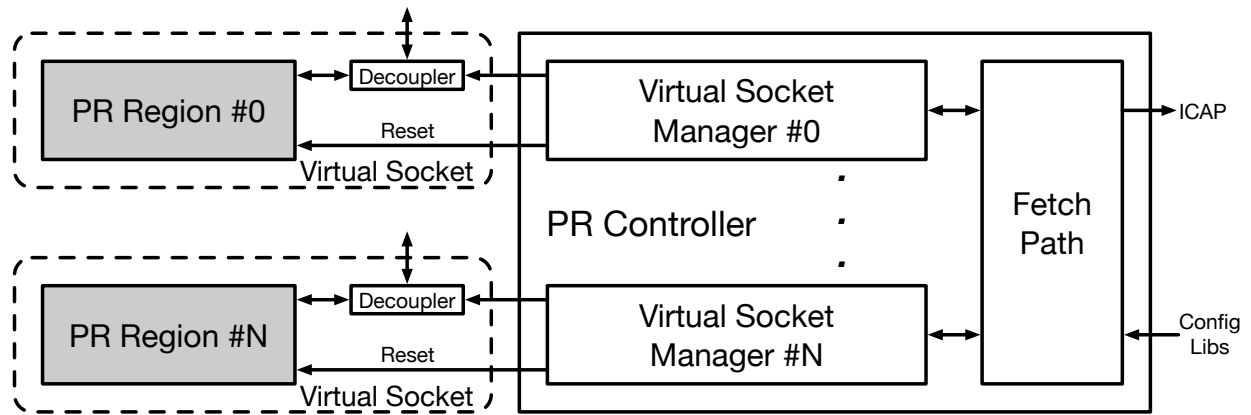 PR Region #0
Decoupler
Reset
Virtual Socket
Virtual Socket
Manager #0
PR Controller
Fetch
Path
ICAP
Config
Libs
PR Region #N
Decoupler
Reset
Virtual Socket
Virtual Socket
Manager #N